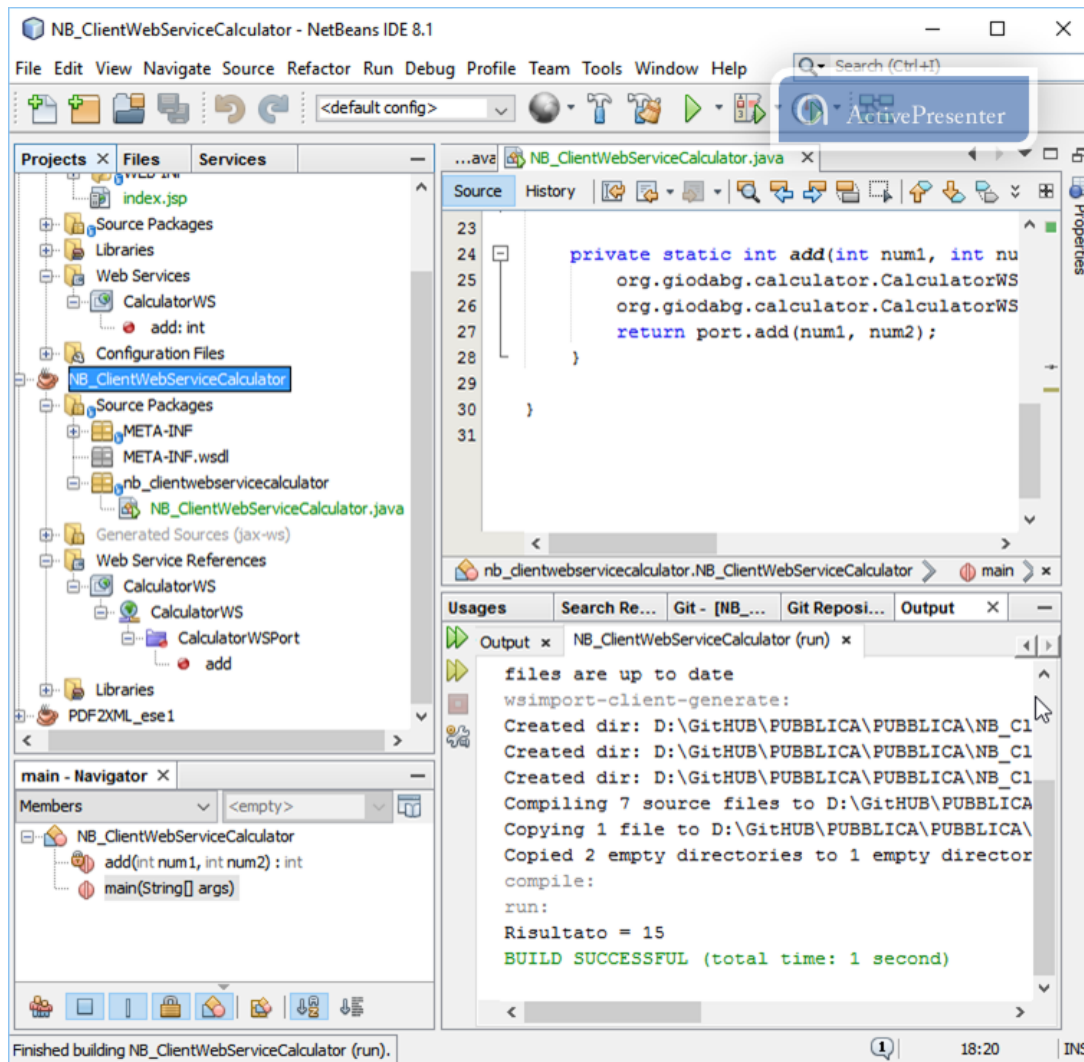 NB_ClientWebServiceCalculator - NetBeans IDE 8.1
File Edit View Navigate Source Refactor Run Debug Profile Team Tools Window Help
Search (Ctrl+I)
<default config>
ActivePresenter
Projects Files Services
WEB-INF
index.jsp
Source Packages
Libraries
Web Services
CalculatorWS
add: int
Configuration Files
NB_ClientWebServiceCalculator
Source Packages
META-INF
META-INF.wsdl
nb_clientwebservicecalculator
NB_ClientWebServiceCalculator.java
Generated Sources (jax-ws)
Web Service References
CalculatorWS
CalculatorWS
CalculatorWSPort
add
Libraries
PDF2XML_ese1
main - Navigator
Members <empty>
NB_ClientWebServiceCalculator
add(int num1, int num2) : int
main(String[] args)
...ava NB_ClientWebServiceCalculator.java
Source History
Properties
23
24 private static int add(int num1, int nu
25 org.giodabg.calculator.CalculatorWS
26 org.giodabg.calculator.CalculatorWS
27 return port.add(num1, num2);
28 }
29
30 }
31
nb_clientwebservicecalculator.NB_ClientWebServiceCalculator main
Usages Search Re... Git - [NB_... Git Reposi... Output
Output NB_ClientWebServiceCalculator (run)
files are up to date
wsimport-client-generate:
Created dir: D:\GitHUB\PUBBLICA\PUBBLICA\NB_Cl
Created dir: D:\GitHUB\PUBBLICA\PUBBLICA\NB_Cl
Created dir: D:\GitHUB\PUBBLICA\PUBBLICA\NB_Cl
Compiling 7 source files to D:\GitHUB\PUBBLICA
Copying 1 file to D:\GitHUB\PUBBLICA\PUBBLICA\
Copied 2 empty directories to 1 empty director
compile:
run:
Risultato = 15
BUILD SUCCESSFUL (total time: 1 second)
Finished building NB_ClientWebServiceCalculator (run).
1
18:20
INS